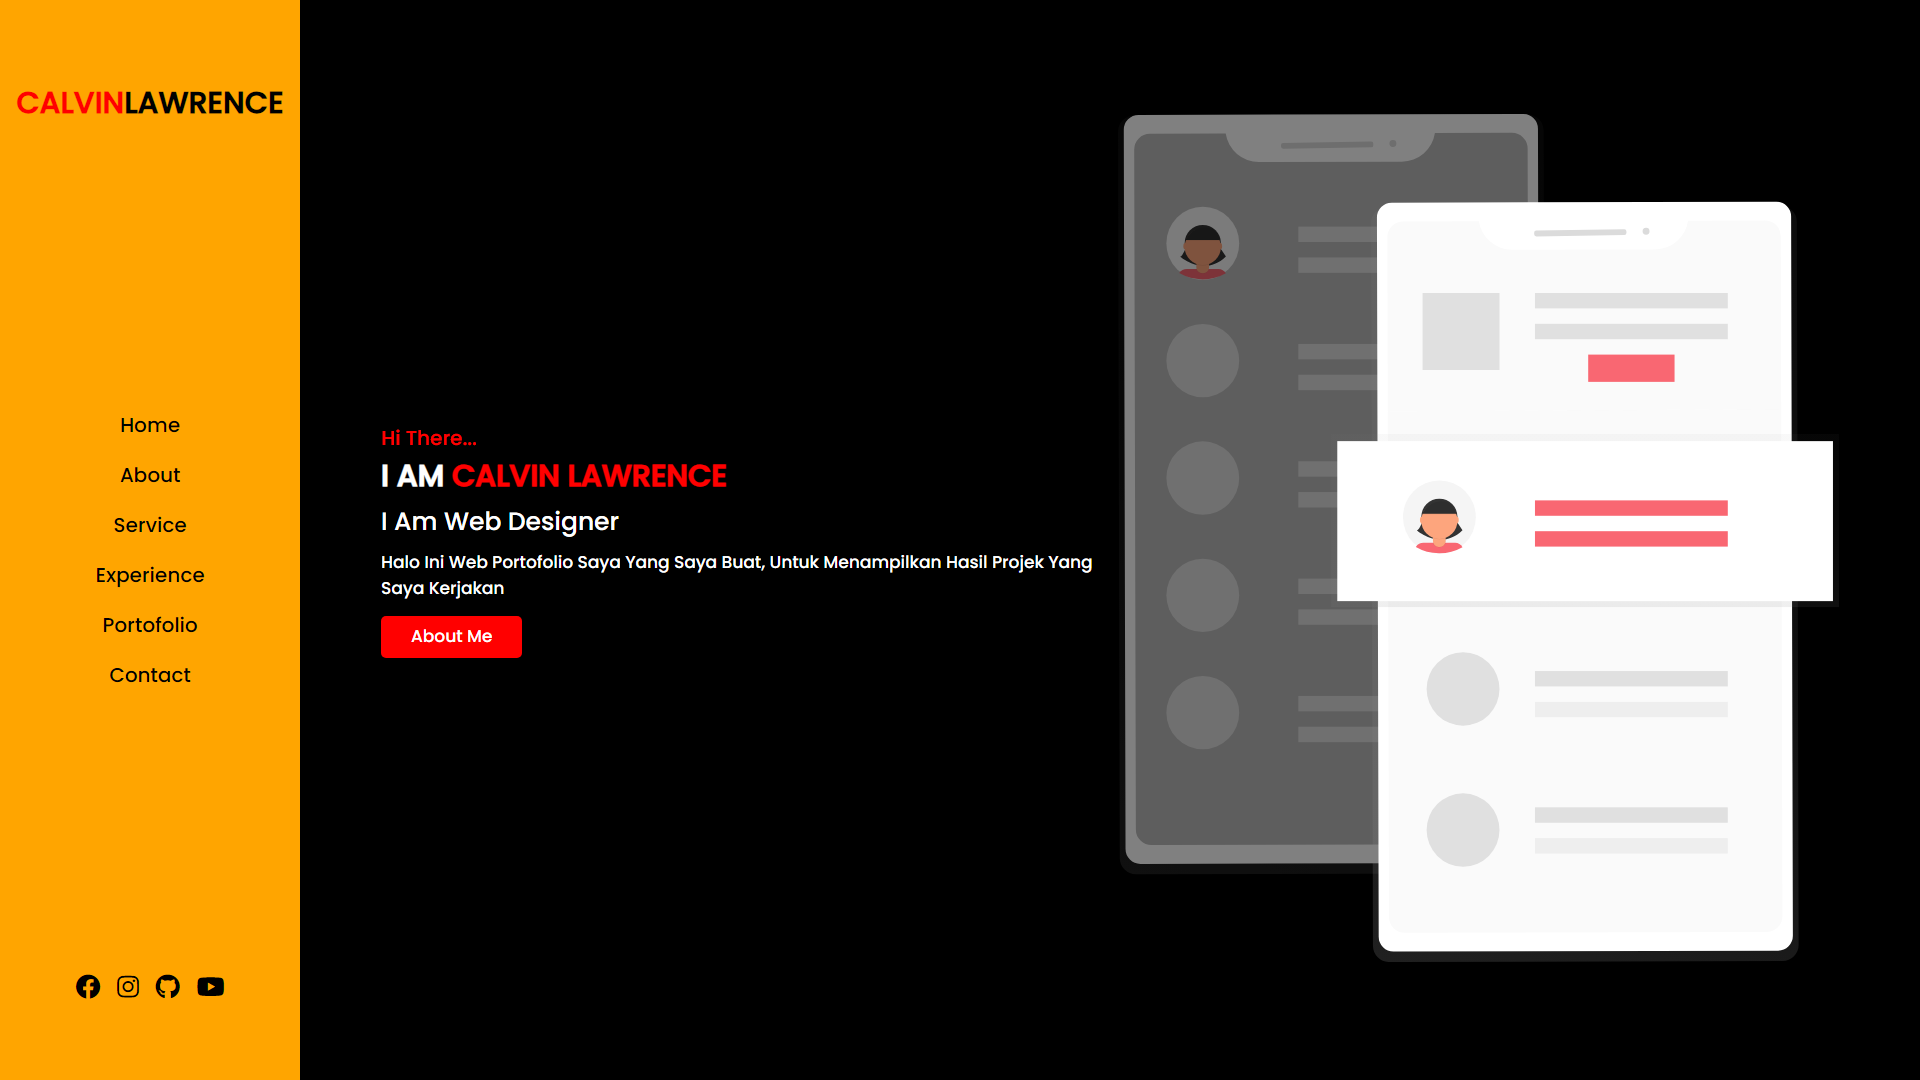 CALVINLAWRENCE
Home
About
Service
Experience
Portofolio
Contact
Hi There...
I AM CALVIN LAWRENCE
I Am Web Designer
Halo Ini Web Portofolio Saya Yang Saya Buat, Untuk Menampilkan Hasil Projek Yang
Saya Kerjakan
About Me